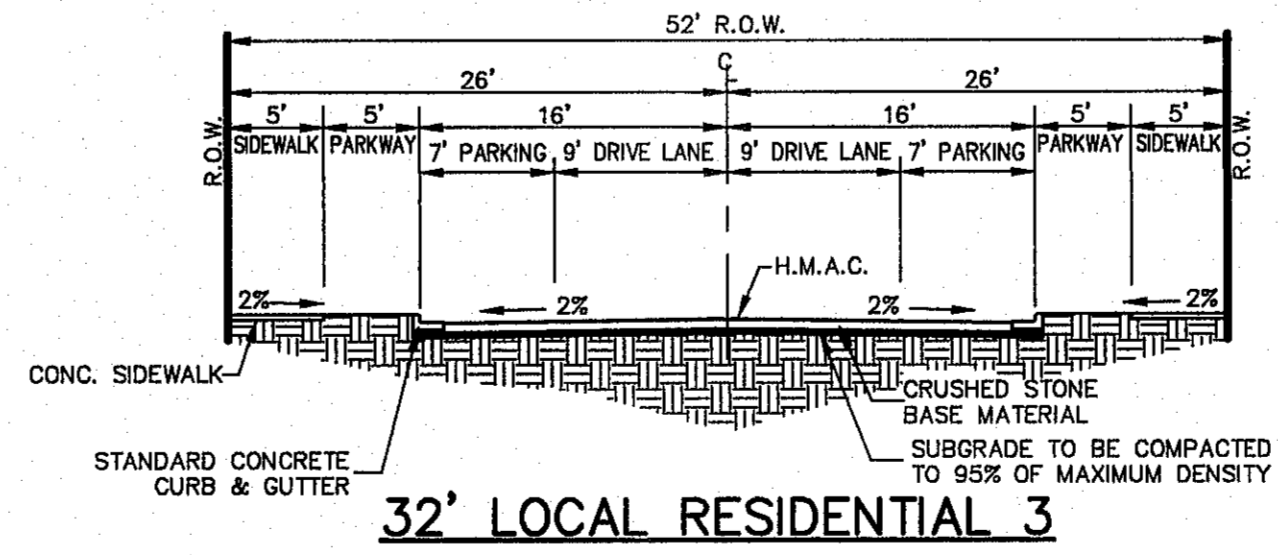 52' R.O.W.
C L
26' 26'
5' 5' 16' 16' 5' 5'
R.O.W. SIDEWALK PARKWAY 7' PARKING 9' DRIVE LANE 9' DRIVE LANE 7' PARKING PARKWAY SIDEWALK R.O.W.
H.M.A.C.
2% 2% 2% 2%
CONC. SIDEWALK
CRUSHED STONE
BASE MATERIAL
STANDARD CONCRETE
CURB & GUTTER
SUBGRADE TO BE COMPACTED
TO 95% OF MAXIMUM DENSITY
32' LOCAL RESIDENTIAL 3